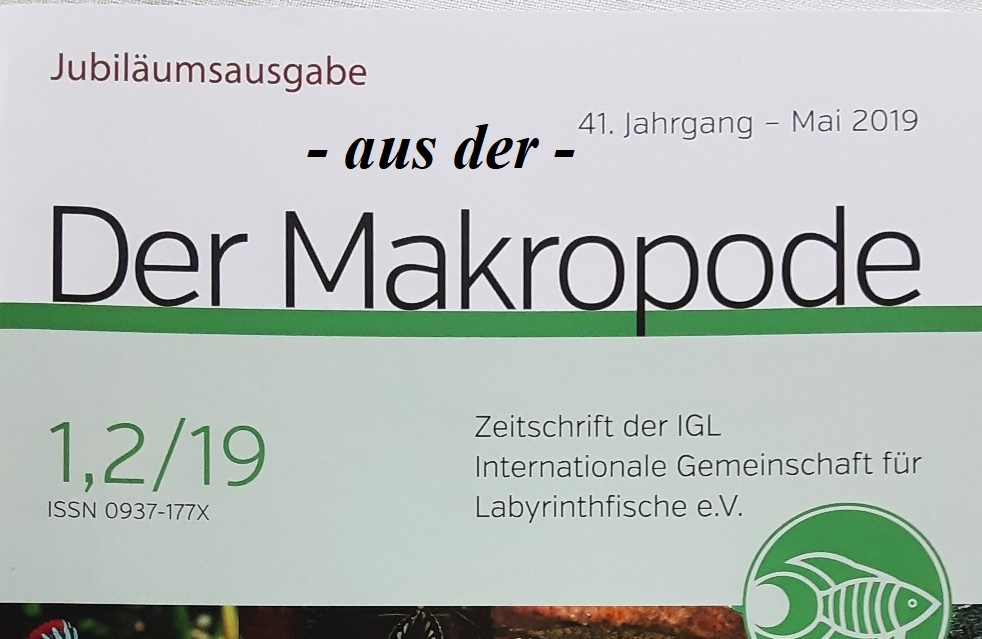 Jubiläumsausgabe
41. Jahrgang – Mai 2019
- aus der -
Der Makropode
1,2/19
ISSN 0937-177X
Zeitschrift der IGL
Internationale Gemeinschaft für
Labyrinthfische e.V.